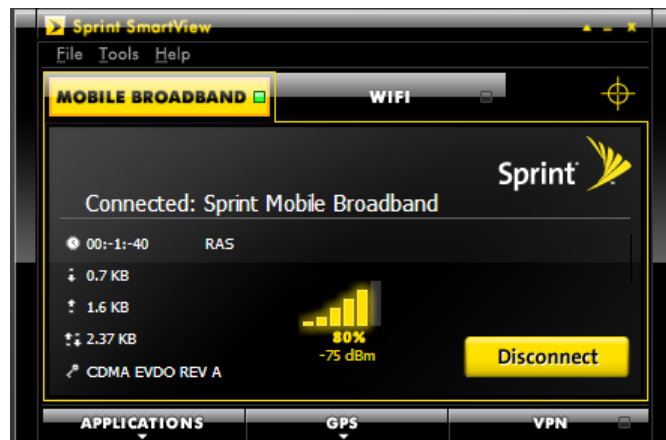 Sprint SmartView
File Tools Help
MOBILE BROADBAND WIFI
Sprint
Connected: Sprint Mobile Broadband
00:-1:-40 RAS
0.7 KB
1.6 KB
80%
2.37 KB
-75 dBm
Disconnect
CDMA EVDO REV A
APPLICATIONS GPS VPN